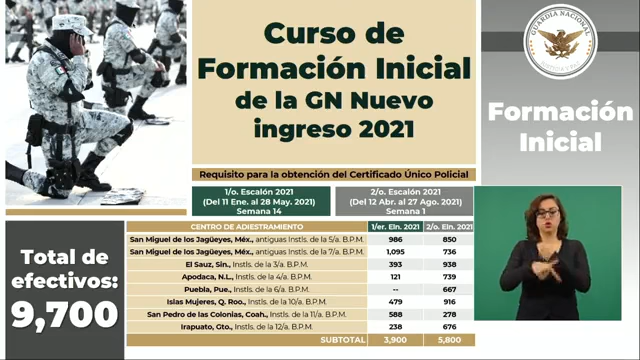 Curso de
Formación Inicial
de la GN Nuevo
ingreso 2021
GUARDIA NACIONAL
Formación
Inicial
Requisito para la obtención del Certificado Único Policial
1/o. Escalón 2021
(Del 11 Ene. al 28 May. 2021)
Semana 14
2/o. Escalón 2021
(Del 12 Abr. al 27 Ago. 2021)
Semana 1
Total de
efectivos:
9,700
CENTRO DE ADIESTRAMIENTO 1/er. Eln. 2021 2/o. Eln. 2021
San Miguel de los Jagüeyes, Méx., antiguas Instls. de la 5/a. B.P.M. 986 850
San Miguel de los Jagüeyes, Méx., antiguas Instls. de la 7/a. B.P.M. 1,095 736
El Sauz, Sin., Instls. de la 3/a. B.P.M. 393 938
Apodaca, N.L., Instls. de la 4/a. B.P.M. 121 739
Puebla, Pue., Instls. de la 6/a. B.P.M. -- 667
Islas Mujeres, Q. Roo., Instls. de la 10/a. B.P.M. 479 916
San Pedro de las Colonias, Coah., Instls. de la 11/a. B.P.M. 588 278
Irapuato, Gto., Instls. de la 12/a. B.P.M. 238 676
SUBTOTAL 3,900 5,800